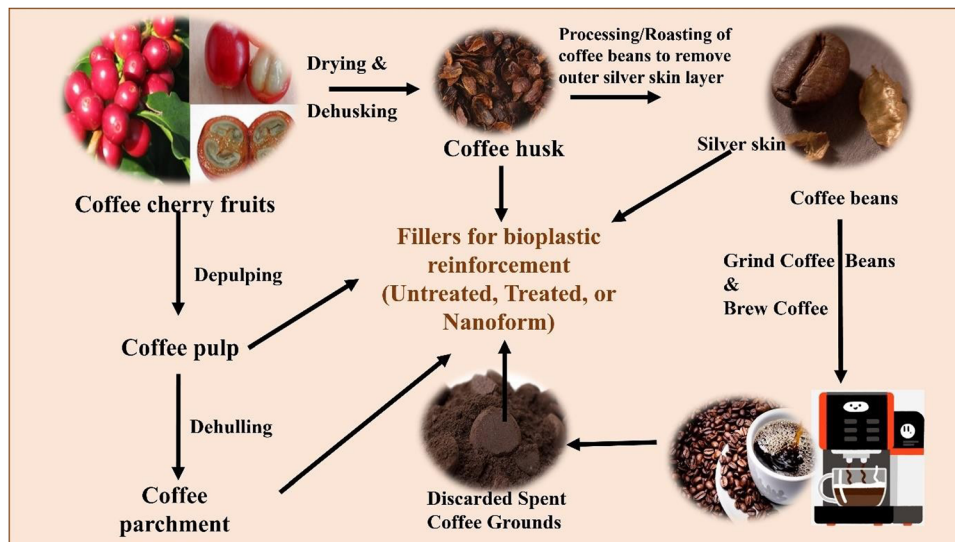 Drying &
Dehusking
Processing/Roasting of
coffee beans to remove
outer silver skin layer
Coffee husk
Silver skin
Coffee cherry fruits
Coffee beans
Fillers for bioplastic
reinforcement
(Untreated, Treated, or
Nanoform)
Depulping
Grind Coffee Beans
&
Brew Coffee
Coffee pulp
Dehulling
Coffee
parchment
Discarded Spent
Coffee Grounds